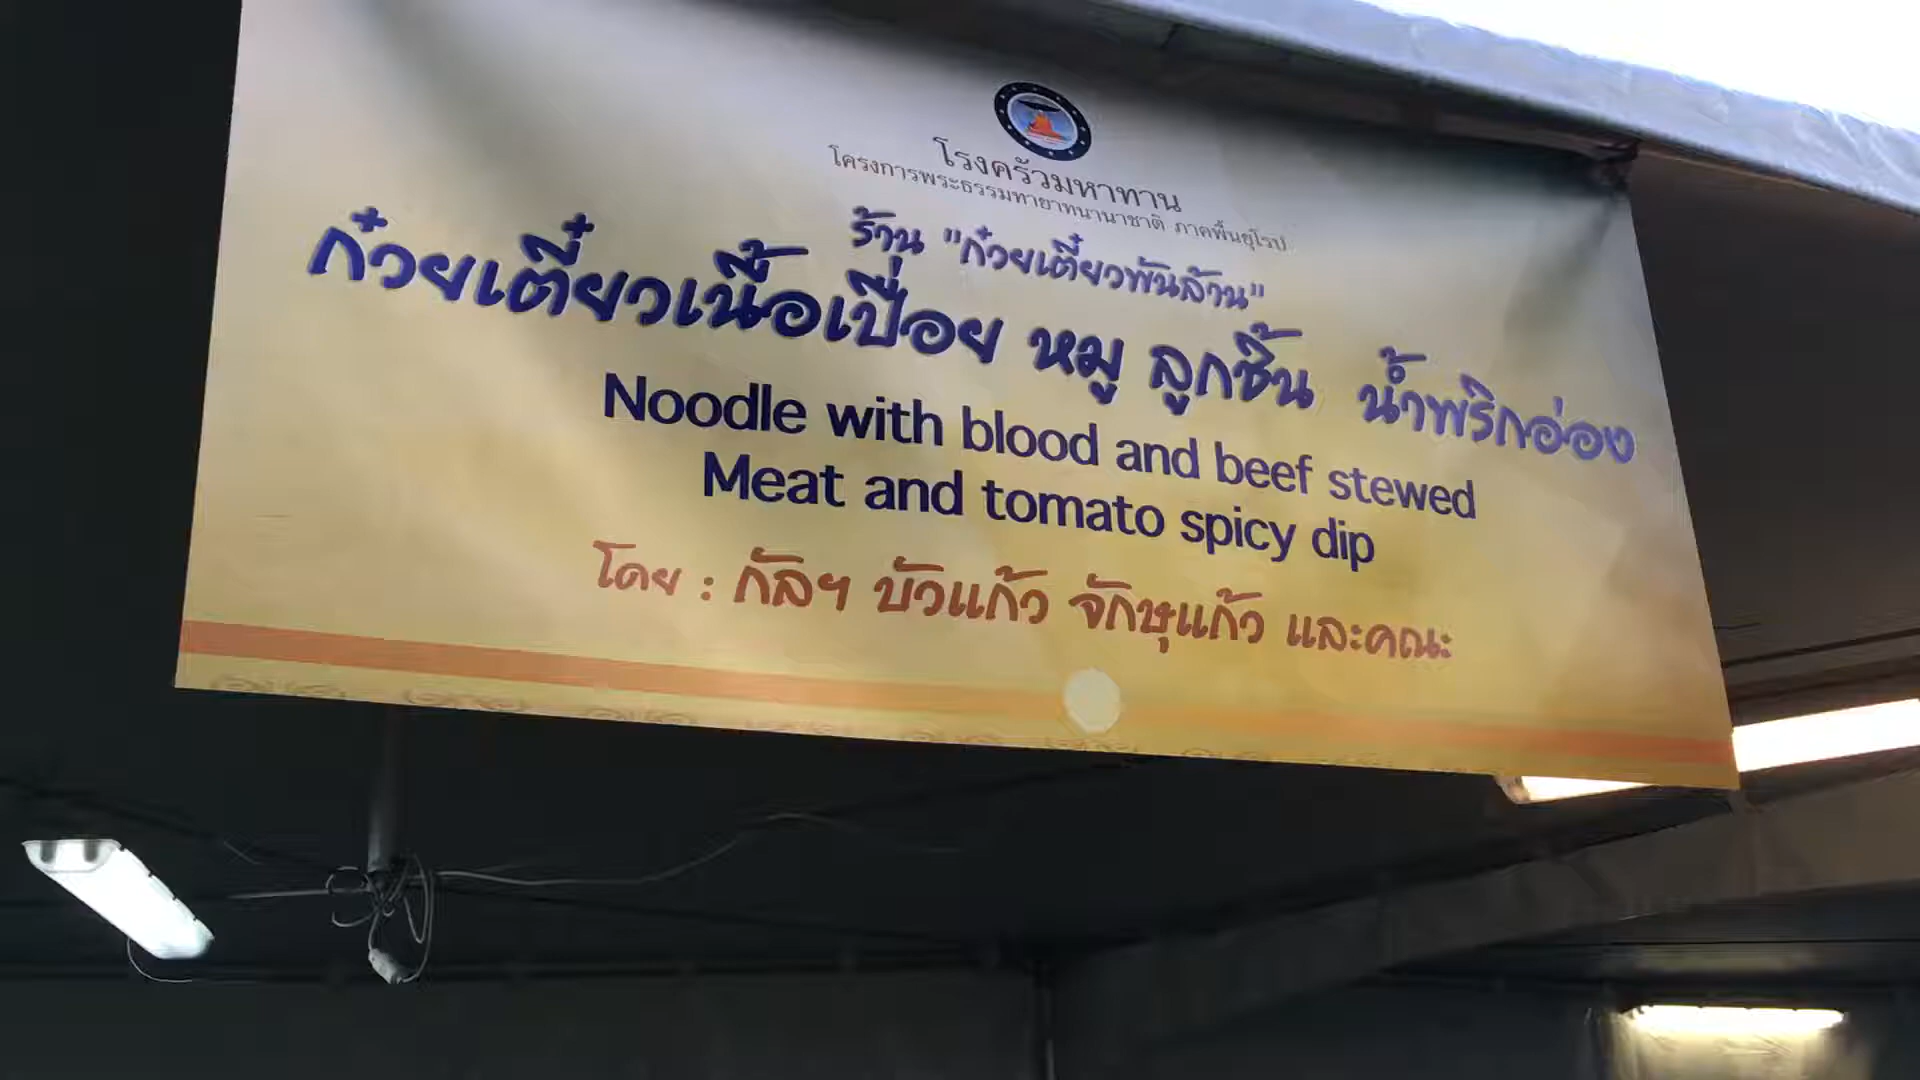 โรงครัวมหาทาน
โครงการพระธรรมทายาทนานาชาติ ภาคพื้นยุโรป
ร้าน "ก๋วยเตี๋ยวพันล้าน"
ก๋วยเตี๋ยวเนื้อเปื่อย หมู ลูกชิ้น น้ำพริกอ่อง
Noodle with blood and beef stewed
Meat and tomato spicy dip
โดย : กัลฯ บัวแก้ว จักษุแก้ว และคณะ